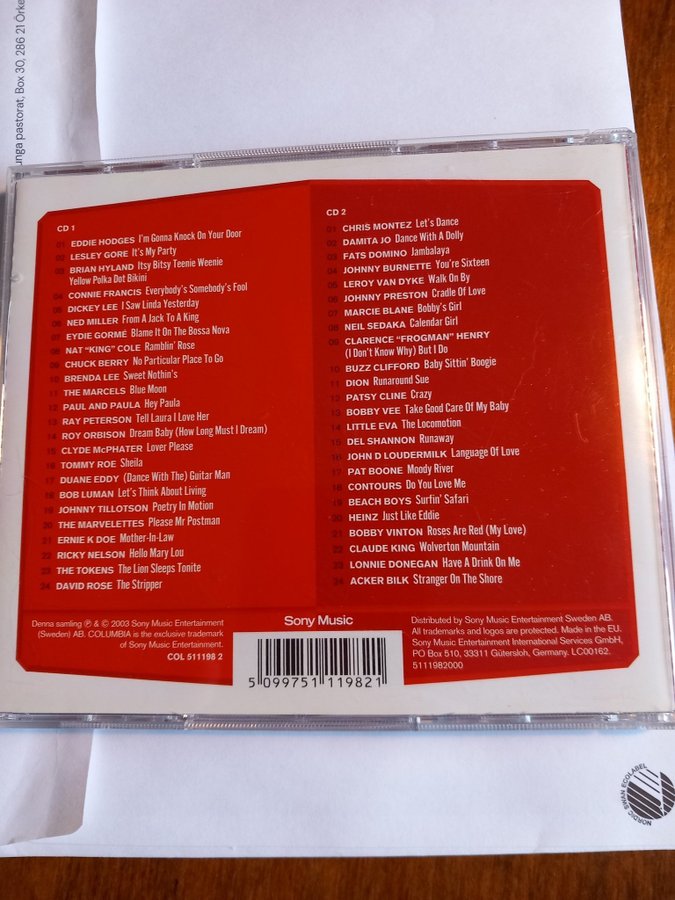 unga pastorat, Box 30, 286 21 Örke
CD 1
01 EDDIE HODGES I'm Gonna Knock On Your Door
02 LESLEY GORE It's My Party
03 BRIAN HYLAND Itsy Bitsy Teenie Weenie
Yellow Polka Dot Bikini
04 CONNIE FRANCIS Everybody's Somebody's Fool
05 DICKEY LEE I Saw Linda Yesterday
06 NED MILLER From A Jack To A King
07 EYDIE GORMÉ Blame It On The Bossa Nova
08 NAT "KING" COLE Ramblin' Rose
09 CHUCK BERRY No Particular Place To Go
10 BRENDA LEE Sweet Nothin's
11 THE MARCELS Blue Moon
12 PAUL AND PAULA Hey Paula
13 RAY PETERSON Tell Laura I Love Her
14 ROY ORBISON Dream Baby (How Long Must I Dream)
15 CLYDE McPHATER Lover Please
16 TOMMY ROE Sheila
17 DUANE EDDY (Dance With The) Guitar Man
18 BOB LUMAN Let's Think About Living
19 JOHNNY TILLOTSON Poetry In Motion
20 THE MARVELETTES Please Mr Postman
21 ERNIE K DOE Mother-In-Law
22 RICKY NELSON Hello Mary Lou
23 THE TOKENS The Lion Sleeps Tonite
24 DAVID ROSE The Stripper
CD 2
01 CHRIS MONTEZ Let's Dance
02 DAMITA JO Dance With A Dolly
03 FATS DOMINO Jambalaya
04 JOHNNY BURNETTE You're Sixteen
05 LEROY VAN DYKE Walk On By
06 JOHNNY PRESTON Cradle Of Love
07 MARCIE BLANE Bobby's Girl
08 NEIL SEDAKA Calendar Girl
09 CLARENCE "FROGMAN" HENRY
(I Don't Know Why) But I Do
10 BUZZ CLIFFORD Baby Sittin' Boogie
11 DION Runaround Sue
12 PATSY CLINE Crazy
13 BOBBY VEE Take Good Care Of My Baby
14 LITTLE EVA The Locomotion
15 DEL SHANNON Runaway
16 JOHN D LOUDERMILK Language Of Love
17 PAT BOONE Moody River
18 CONTOURS Do You Love Me
19 BEACH BOYS Surfin' Safari
20 HEINZ Just Like Eddie
21 BOBBY VINTON Roses Are Red (My Love)
22 CLAUDE KING Wolverton Mountain
23 LONNIE DONEGAN Have A Drink On Me
24 ACKER BILK Stranger On The Shore
Denna samling ℗ & © 2003 Sony Music Entertainment
(Sweden) AB. COLUMBIA is the exclusive trademark
of Sony Music Entertainment.
COL 511198 2
Sony Music
5 099751 119821
Distributed by Sony Music Entertainment Sweden AB.
All trademarks and logos are protected. Made in the EU.
Sony Music Entertainment International Services GmbH,
PO Box 510, 33311 Gütersloh, Germany. LC00162.
5111982000
NORDIC SWAN ECOLABEL